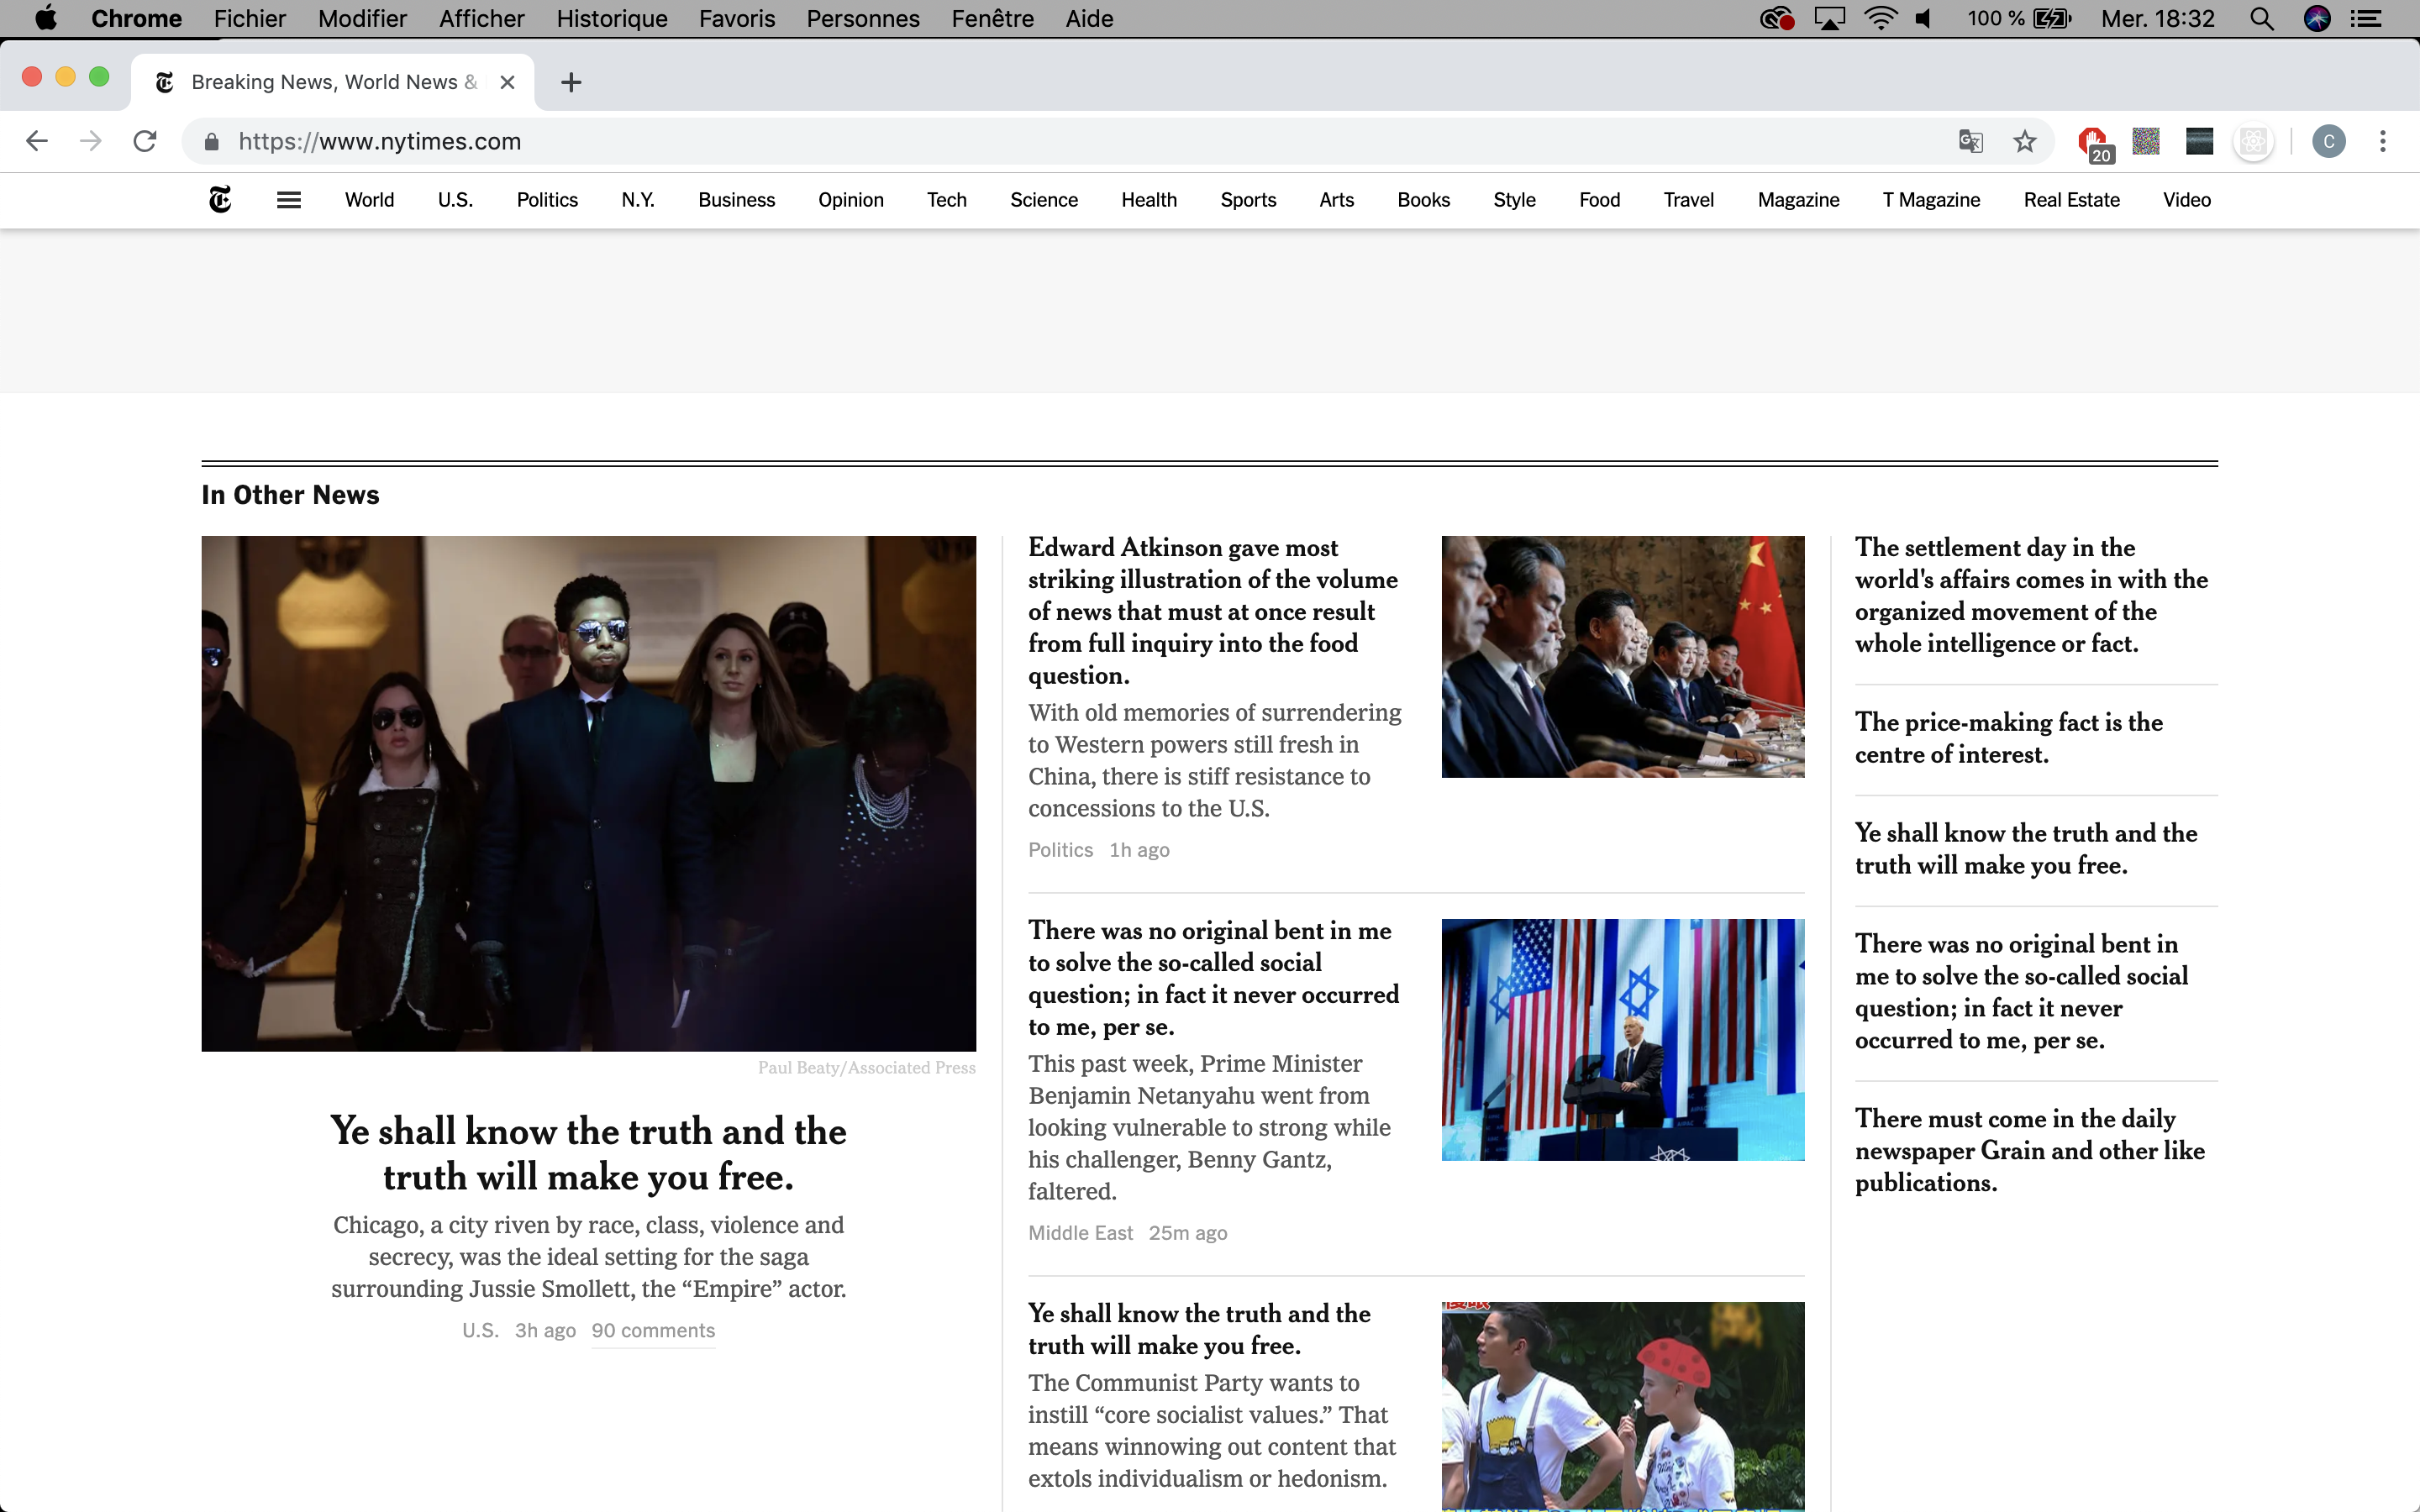 Chrome Fichier Modifier Afficher Historique Favoris Personnes Fenêtre Aide 100 % Mer. 18:32
Breaking News, World News &
https://www.nytimes.com 20 C
World U.S. Politics N.Y. Business Opinion Tech Science Health Sports Arts Books Style Food Travel Magazine T Magazine Real Estate Video
In Other News
Paul Beaty/Associated Press
Ye shall know the truth and the
truth will make you free.
Chicago, a city riven by race, class, violence and
secrecy, was the ideal setting for the saga
surrounding Jussie Smollett, the “Empire” actor.
U.S. 3h ago 90 comments
Edward Atkinson gave most
striking illustration of the volume
of news that must at once result
from full inquiry into the food
question.
With old memories of surrendering
to Western powers still fresh in
China, there is stiff resistance to
concessions to the U.S.
Politics 1h ago
There was no original bent in me
to solve the so-called social
question; in fact it never occurred
to me, per se.
This past week, Prime Minister
Benjamin Netanyahu went from
looking vulnerable to strong while
his challenger, Benny Gantz,
faltered.
Middle East 25m ago
Ye shall know the truth and the
truth will make you free.
The Communist Party wants to
instill “core socialist values.” That
means winnowing out content that
extols individualism or hedonism.
The settlement day in the
world's affairs comes in with the
organized movement of the
whole intelligence or fact.
The price-making fact is the
centre of interest.
Ye shall know the truth and the
truth will make you free.
There was no original bent in
me to solve the so-called social
question; in fact it never
occurred to me, per se.
There must come in the daily
newspaper Grain and other like
publications.